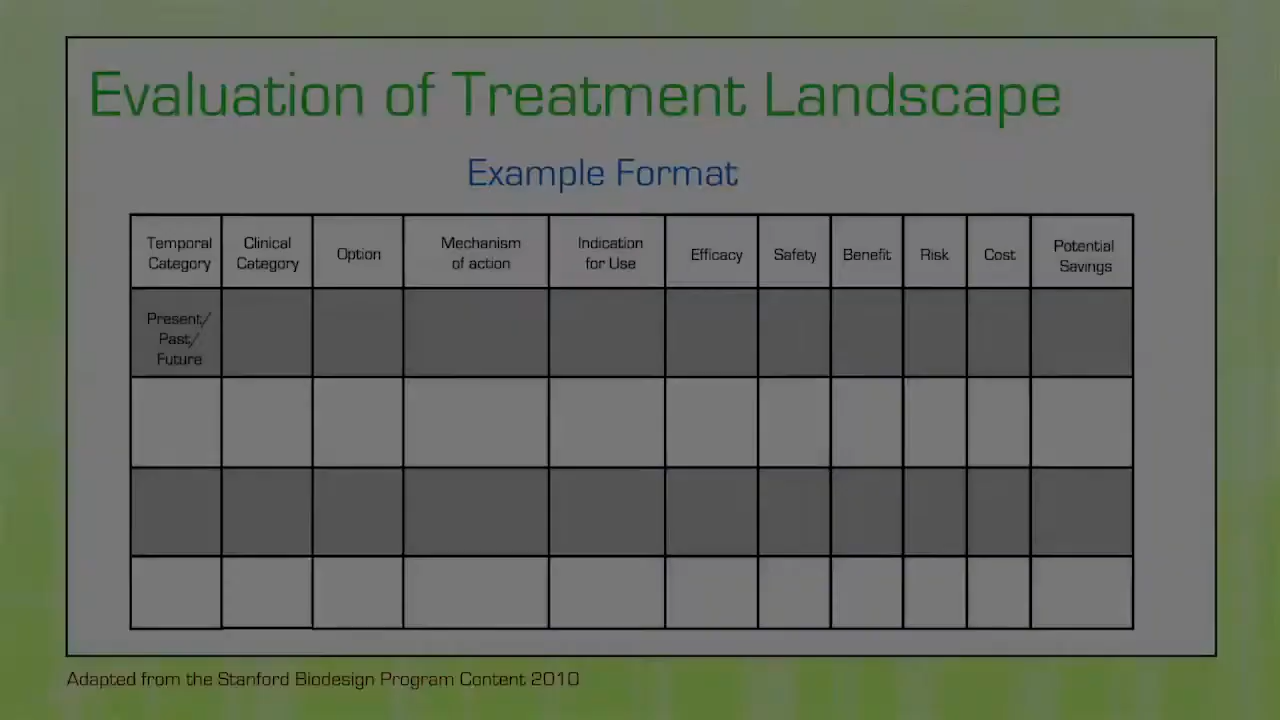 Evaluation of Treatment Landscape
Example Format
Temporal Category
Clinical Category
Option
Mechanism of action
Indication for Use
Efficacy
Safety
Benefit
Risk
Cost
Potential Savings
Present/
Past/
Future
Adapted from the Stanford Biodesign Program Content 2010